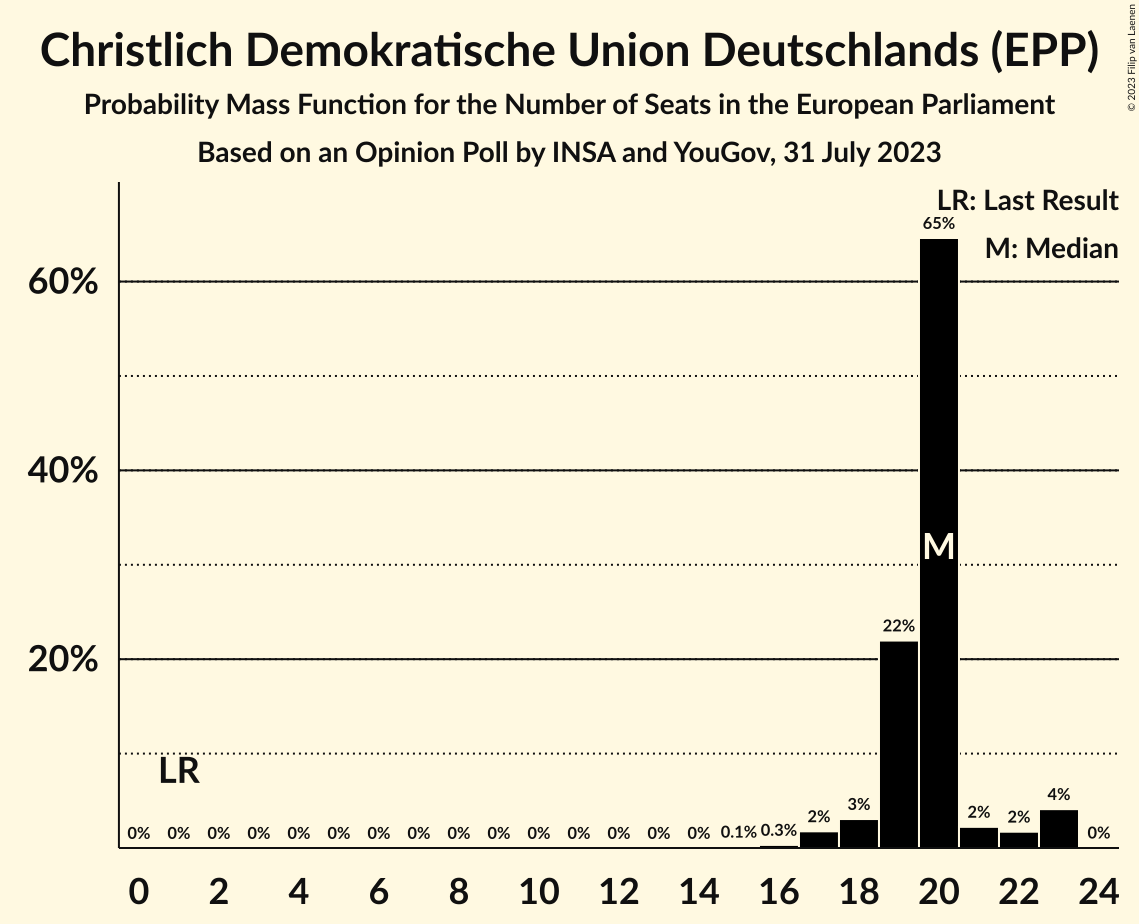 Christlich Demokratische Union Deutschlands (EPP)
Probability Mass Function for the Number of Seats in the European Parliament
Based on an Opinion Poll by INSA and YouGov, 31 July 2023
© 2023 Filip van Laenen
LR: Last Result
M: Median
65%
60%
40%
M
22%
20%
LR
0% 0% 0% 0% 0% 0% 0% 0% 0% 0% 0% 0% 0% 0% 0% 0.1% 0.3% 2% 3% 2% 2% 4% 0%
0 2 4 6 8 10 12 14 16 18 20 22 24